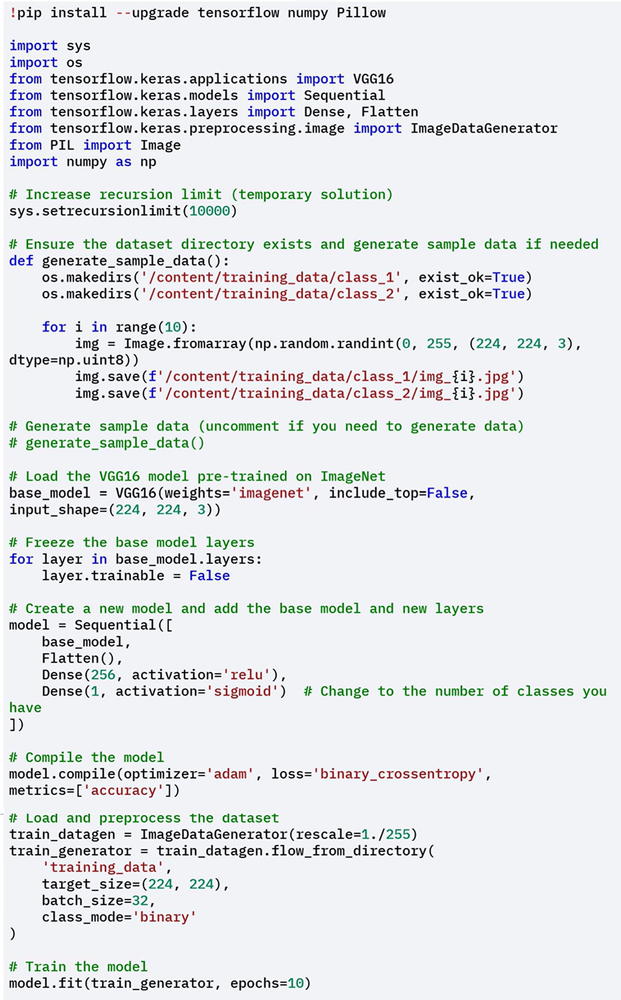 !pip install --upgrade tensorflow numpy Pillow

import sys
import os
from tensorflow.keras.applications import VGG16
from tensorflow.keras.models import Sequential
from tensorflow.keras.layers import Dense, Flatten
from tensorflow.keras.preprocessing.image import ImageDataGenerator
from PIL import Image
import numpy as np

# Increase recursion limit (temporary solution)
sys.setrecursionlimit(10000)

# Ensure the dataset directory exists and generate sample data if needed
def generate_sample_data():
    os.makedirs('/content/training_data/class_1', exist_ok=True)
    os.makedirs('/content/training_data/class_2', exist_ok=True)

    for i in range(10):
        img = Image.fromarray(np.random.randint(0, 255, (224, 224, 3),
dtype=np.uint8))
        img.save(f'/content/training_data/class_1/img_{i}.jpg')
        img.save(f'/content/training_data/class_2/img_{i}.jpg')

# Generate sample data (uncomment if you need to generate data)
# generate_sample_data()

# Load the VGG16 model pre-trained on ImageNet
base_model = VGG16(weights='imagenet', include_top=False,
input_shape=(224, 224, 3))

# Freeze the base model layers
for layer in base_model.layers:
    layer.trainable = False

# Create a new model and add the base model and new layers
model = Sequential([
    base_model,
    Flatten(),
    Dense(256, activation='relu'),
    Dense(1, activation='sigmoid')  # Change to the number of classes you
have
])

# Compile the model
model.compile(optimizer='adam', loss='binary_crossentropy',
metrics=['accuracy'])
# Load and preprocess the dataset
train_datagen = ImageDataGenerator(rescale=1./255)
train_generator = train_datagen.flow_from_directory(
    'training_data',
    target_size=(224, 224),
    batch_size=32,
    class_mode='binary'
)

# Train the model
model.fit(train_generator, epochs=10)